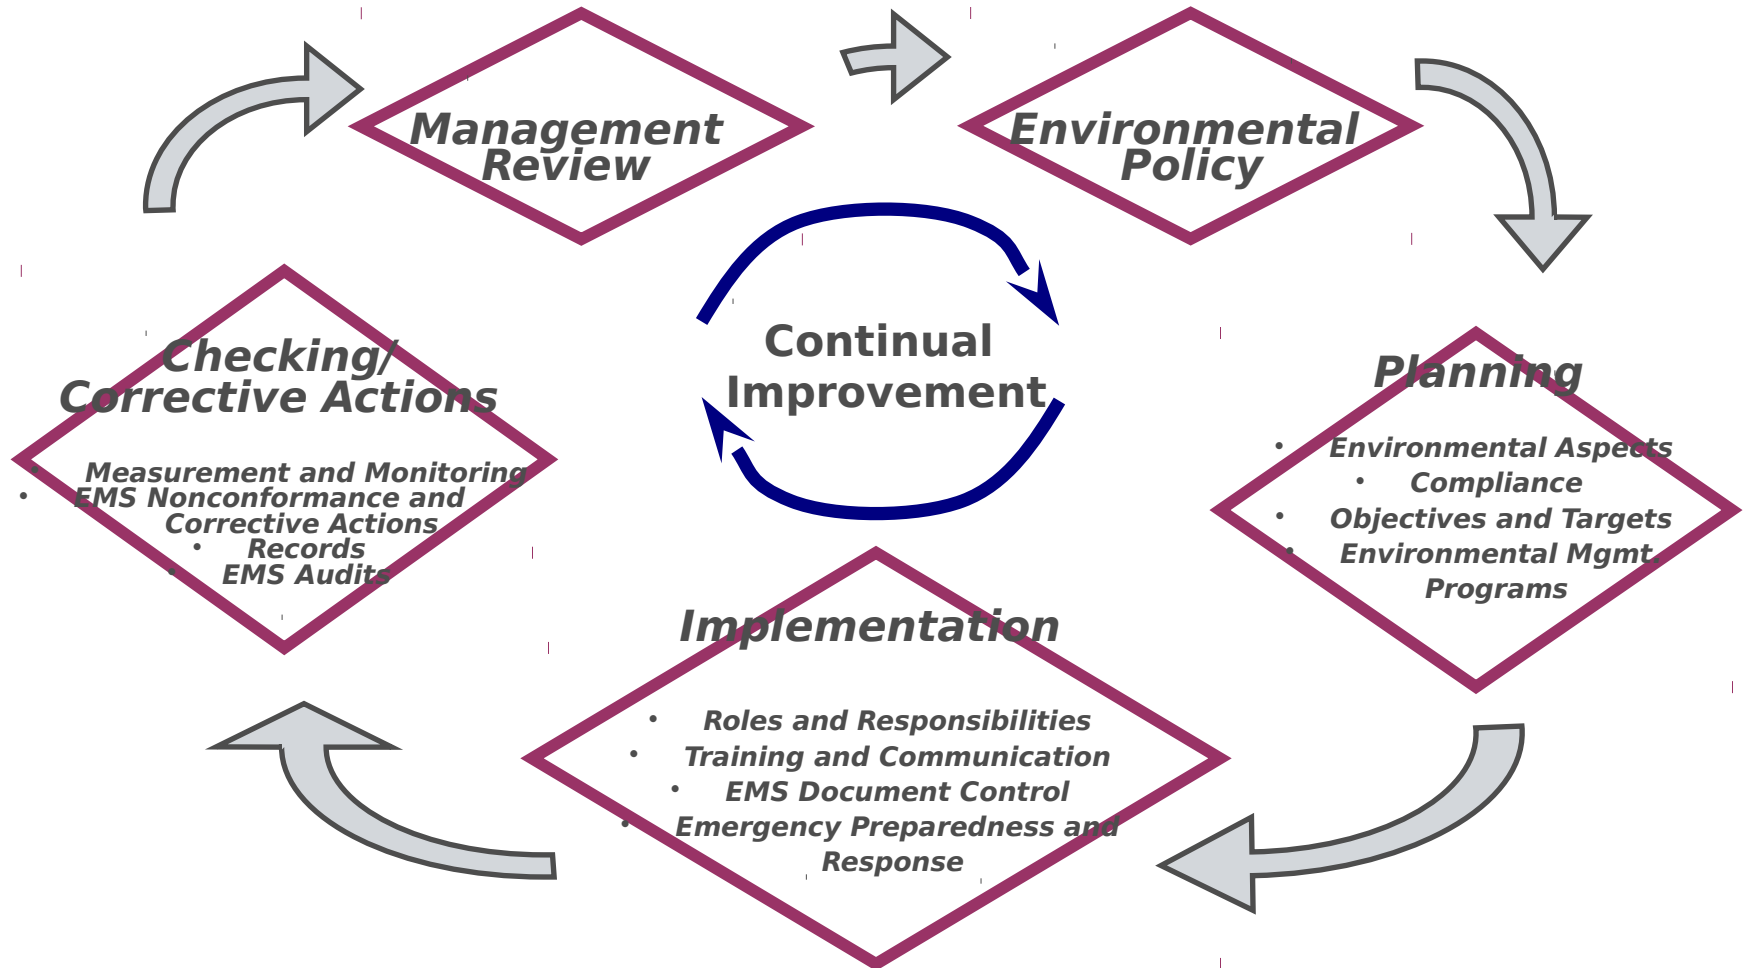 Management
Review
Environmental
Policy
Continual
Improvement
Checking/
Corrective Actions
• Measurement and Monitoring
• EMS Nonconformance and
Corrective Actions
• Records
• EMS Audits
Planning
• Environmental Aspects
• Compliance
• Objectives and Targets
• Environmental Mgmt.
Programs
Implementation
• Roles and Responsibilities
• Training and Communication
• EMS Document Control
• Emergency Preparedness and
Response